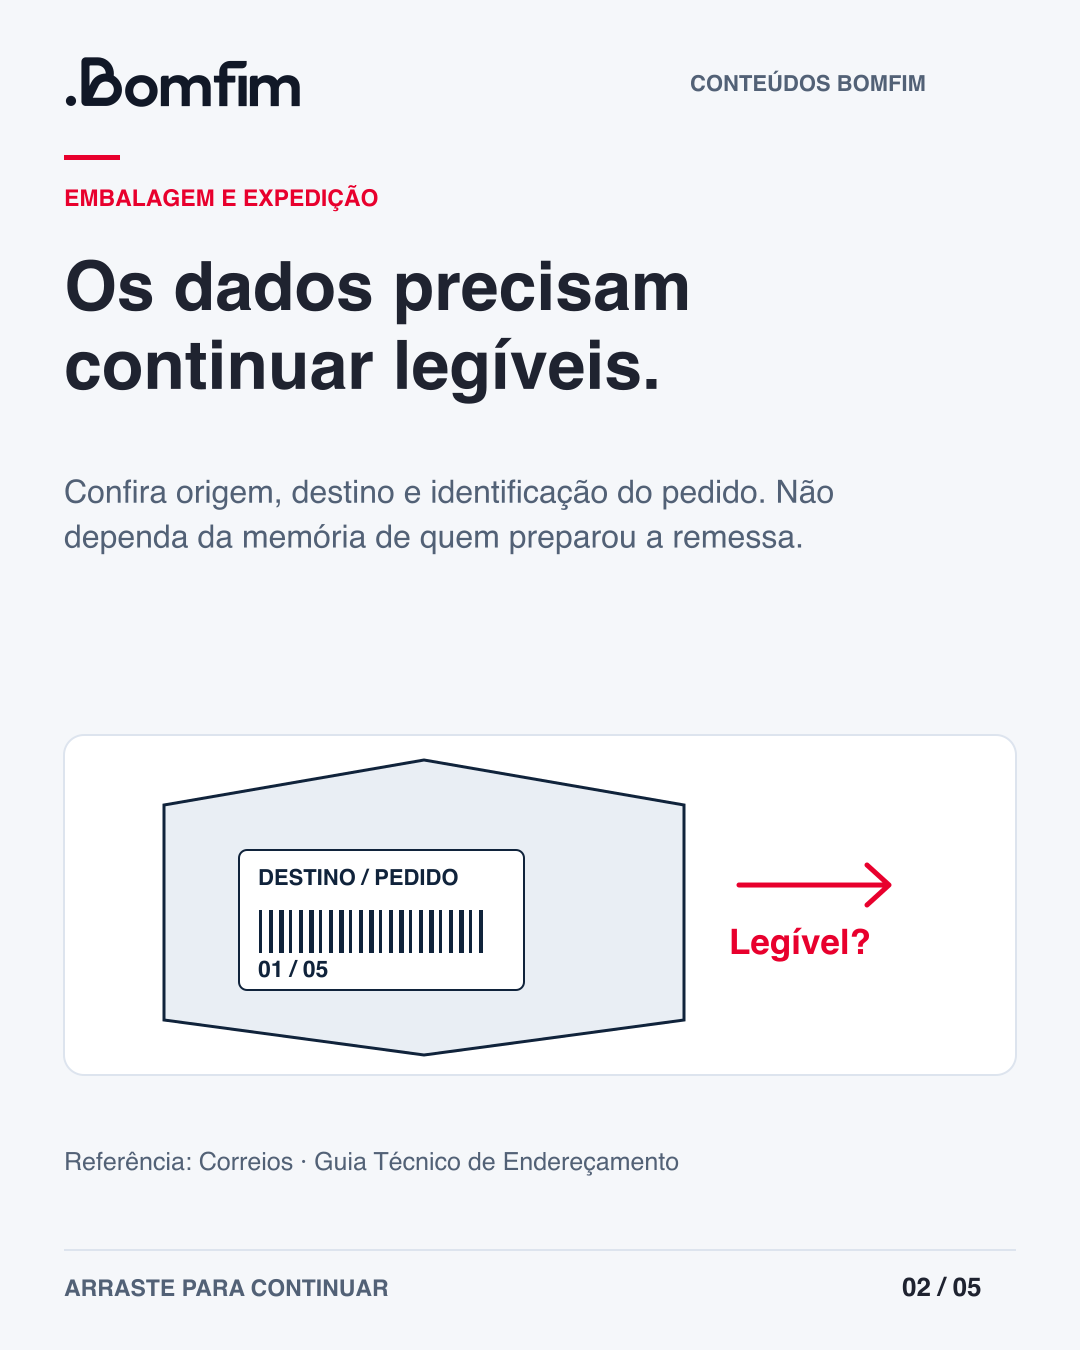 .Bomfim
CONTEÚDOS BOMFIM
EMBALAGEM E EXPEDIÇÃO
Os dados precisam
continuar legíveis.
Confira origem, destino e identificação do pedido. Não
dependa da memória de quem preparou a remessa.
DESTINO / PEDIDO
01 / 05
Legível?
Referência: Correios · Guia Técnico de Endereçamento
ARRASTE PARA CONTINUAR
02 / 05